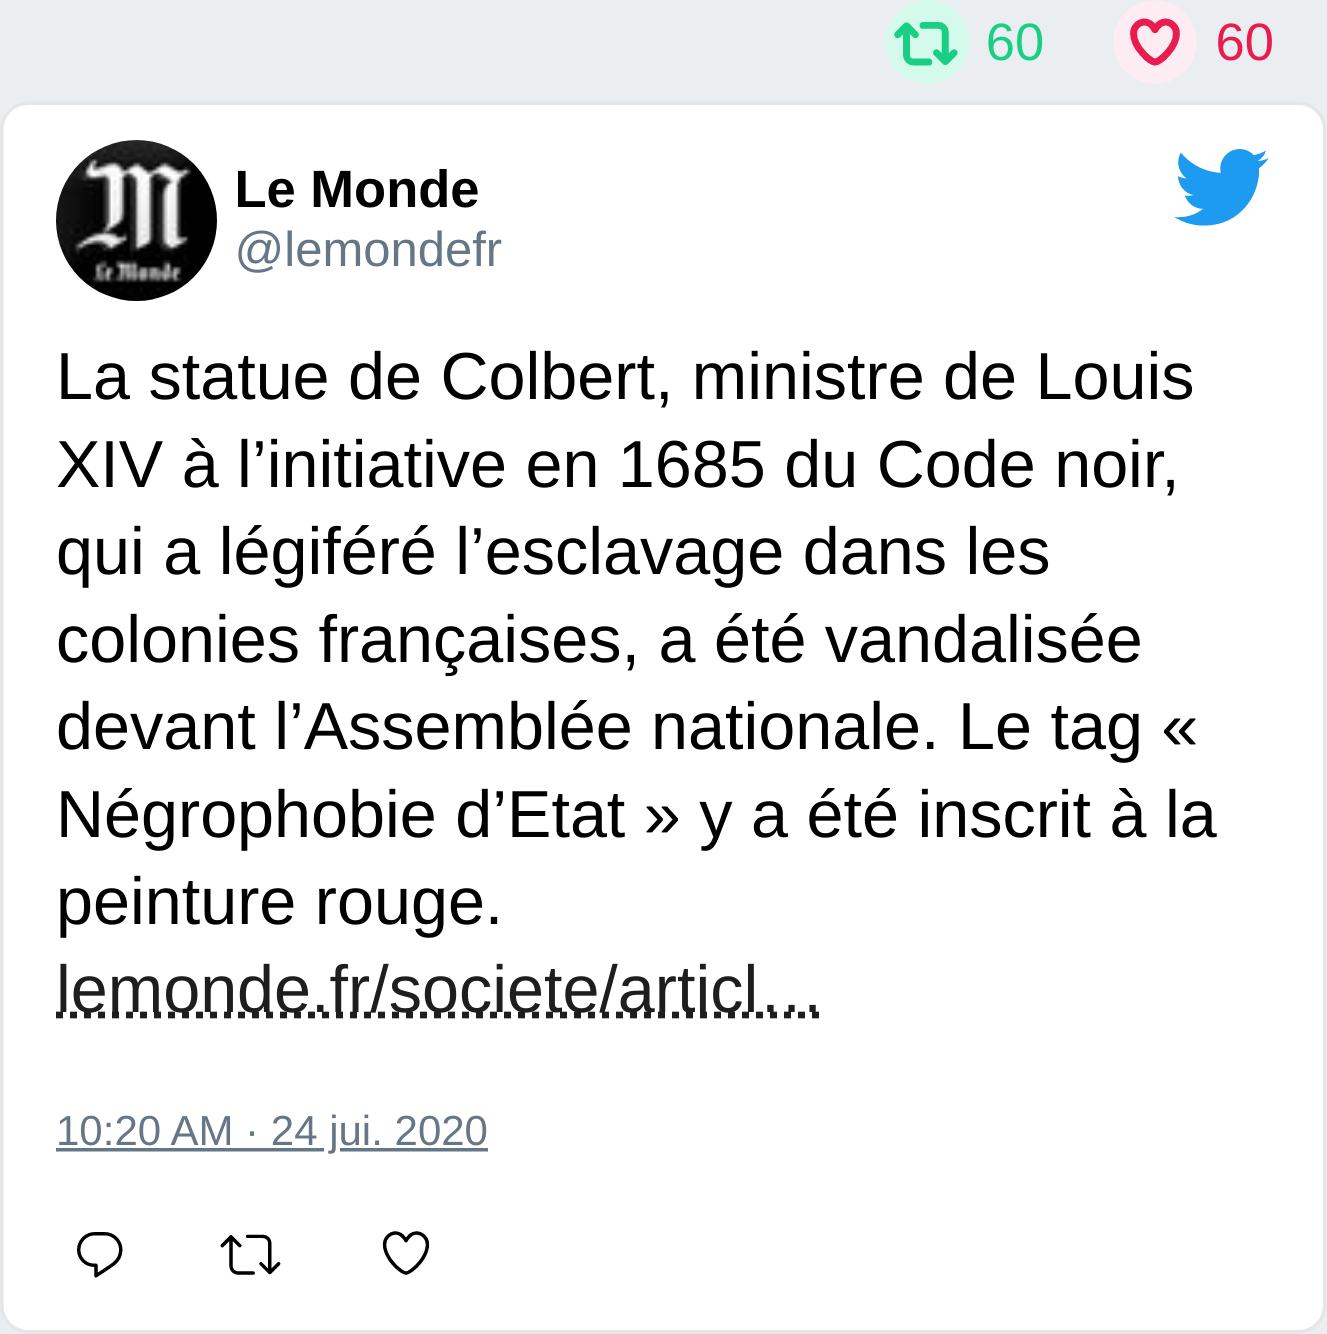 60 60
Le Monde
@lemondefr
La statue de Colbert, ministre de Louis
XIV à l’initiative en 1685 du Code noir,
qui a légiféré l’esclavage dans les
colonies françaises, a été vandalisée
devant l’Assemblée nationale. Le tag «
Négrophobie d’Etat » y a été inscrit à la
peinture rouge.
lemonde.fr/societe/articl…
10:20 AM · 24 jui. 2020